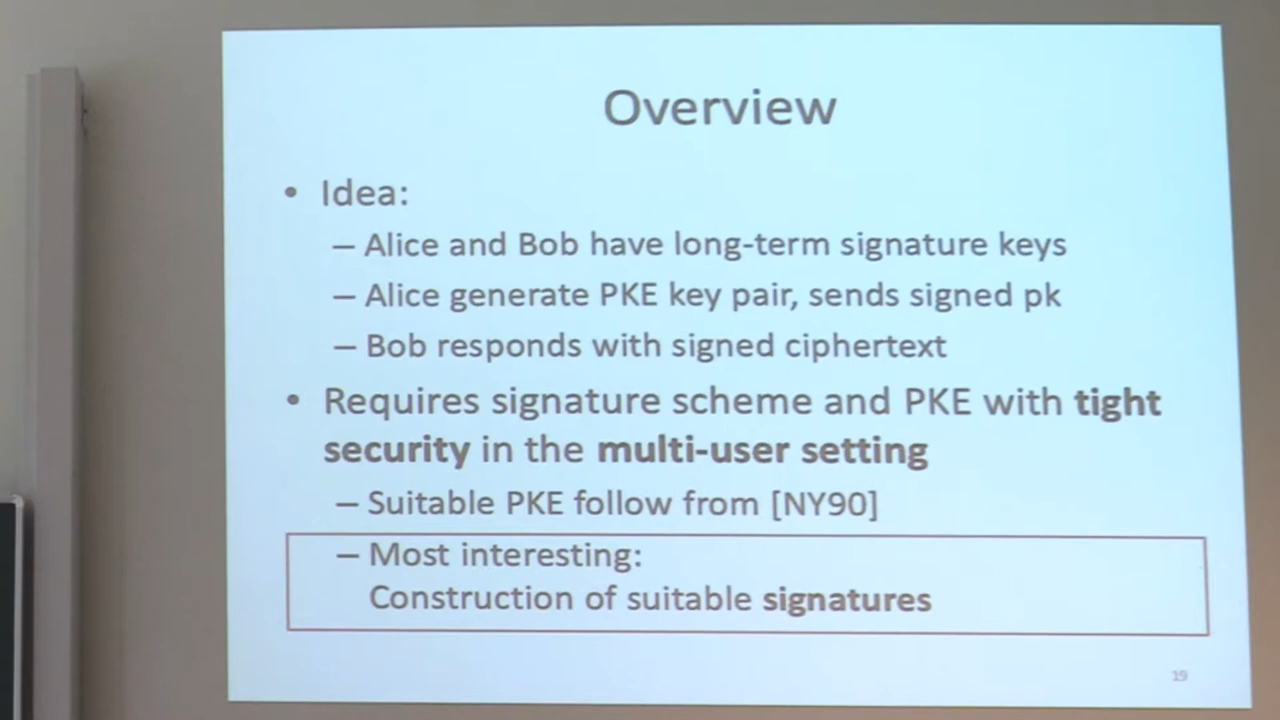 Overview
• Idea:
– Alice and Bob have long-term signature keys
– Alice generate PKE key pair, sends signed pk
– Bob responds with signed ciphertext
• Requires signature scheme and PKE with tight
security in the multi-user setting
– Suitable PKE follow from [NY90]
– Most interesting:
Construction of suitable signatures
19